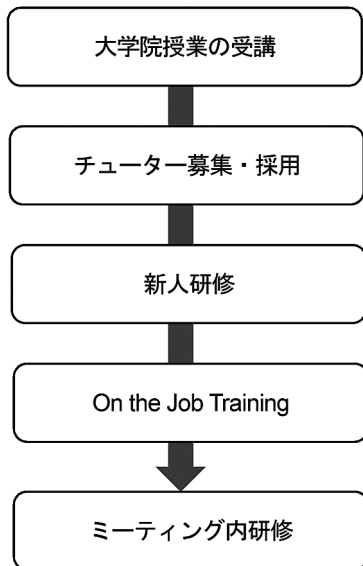 大学院授業の受講
チューター募集・採用
新人研修
On the Job Training
ミーティング内研修